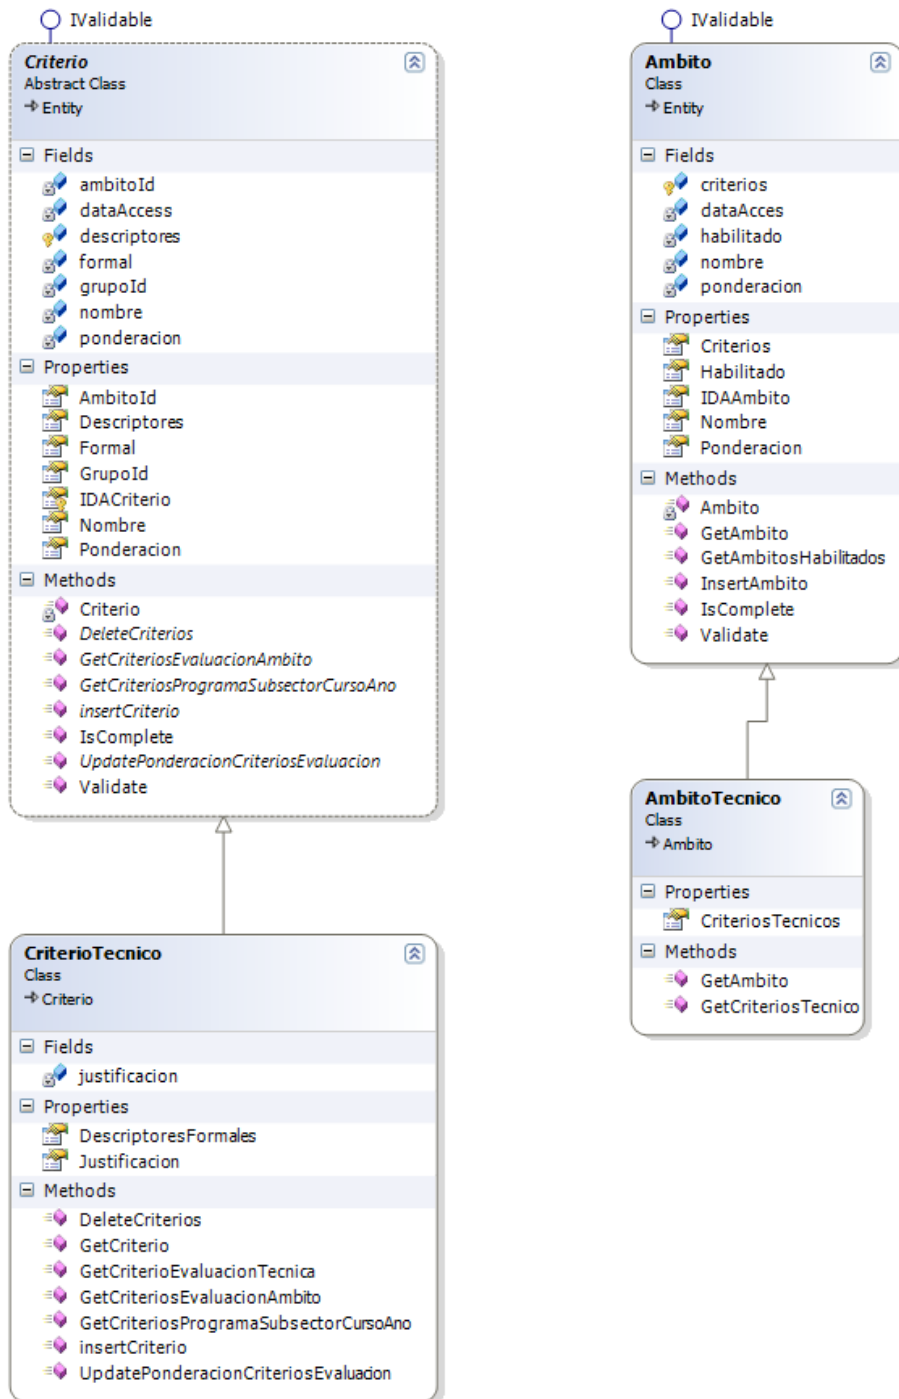 IValidable
Criterio
Abstract Class
Entity
Fields
ambitoId
dataAccess
descriptores
formal
grupoId
nombre
ponderacion
Properties
AmbitoId
Descriptores
Formal
GrupoId
IDACriterio
Nombre
Ponderacion
Methods
Criterio
DeleteCriterios
GetCriteriosEvaluacionAmbito
GetCriteriosProgramaSubsectorCursoAno
insertCriterio
IsComplete
UpdatePonderacionCriteriosEvaluacion
Validate
CriterioTecnico
Class
Criterio
Fields
justificacion
Properties
DescriptoresFormales
Justificacion
Methods
DeleteCriterios
GetCriterio
GetCriterioEvaluacionTecnica
GetCriteriosEvaluacionAmbito
GetCriteriosProgramaSubsectorCursoAno
insertCriterio
UpdatePonderacionCriteriosEvaluacion
IValidable
Ambito
Class
Entity
Fields
criterios
dataAcces
habilitado
nombre
ponderacion
Properties
Criterios
Habilitado
IDAAmbito
Nombre
Ponderacion
Methods
Ambito
GetAmbito
GetAmbitosHabilitados
InsertAmbito
IsComplete
Validate
AmbitoTecnico
Class
Ambito
Properties
CriteriosTecnicos
Methods
GetAmbito
GetCriteriosTecnico